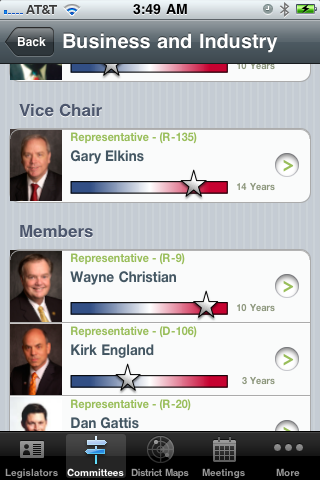 AT&T 3:49 AM
Back Business and Industry
10 Years
Vice Chair
Representative - (R-135)
Gary Elkins
14 Years
Members
Representative - (R-9)
Wayne Christian
10 Years
Representative - (D-106)
Kirk England
3 Years
Representative - (R-20)
Dan Gattis
Legislators Committees District Maps Meetings More